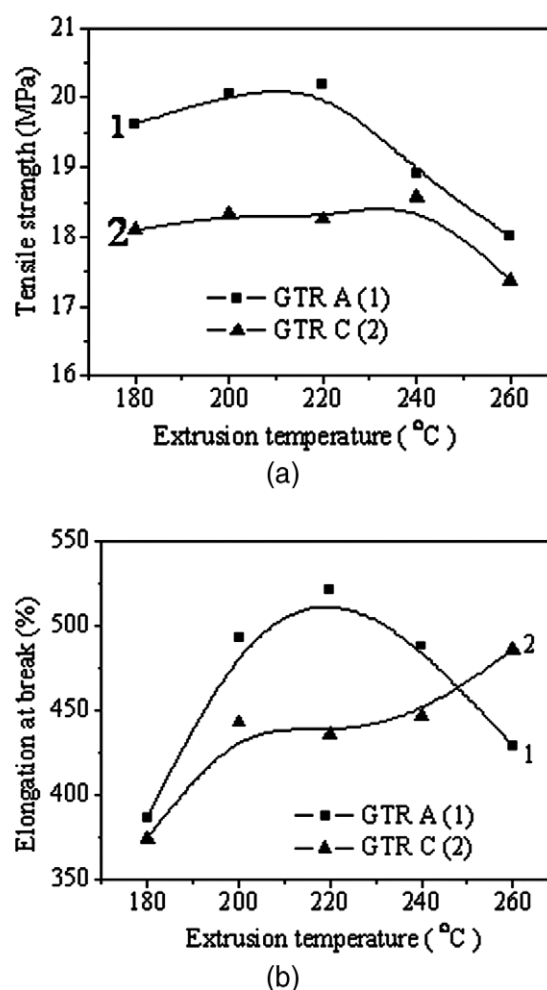 21
20
19
18
17
16
Tensile strength (MPa)
1
2
GTR A (1)
GTR C (2)
180 200 220 240 260
Extrusion temperature (°C)
(a)
550
500
450
400
350
Elongation at break (%)
2
1
GTR A (1)
GTR C (2)
180 200 220 240 260
Extrusion temperature (°C)
(b)